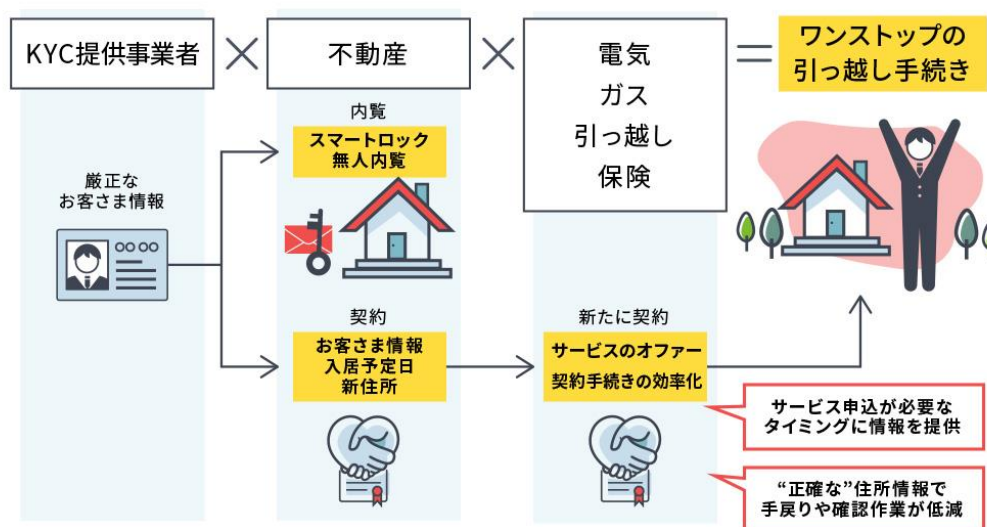 KYC提供事業者
×
不動産
×
電気
ガス
引っ越し
保険
=
ワンストップの
引っ越し手続き
厳正な
お客さま情報
内覧
スマートロック
無人内覧
契約
お客さま情報
入居予定日
新住所
新たに契約
サービスのオファー
契約手続きの効率化
サービス申込が必要な
タイミングに情報を提供
“正確な”住所情報で
手戻りや確認作業が低減